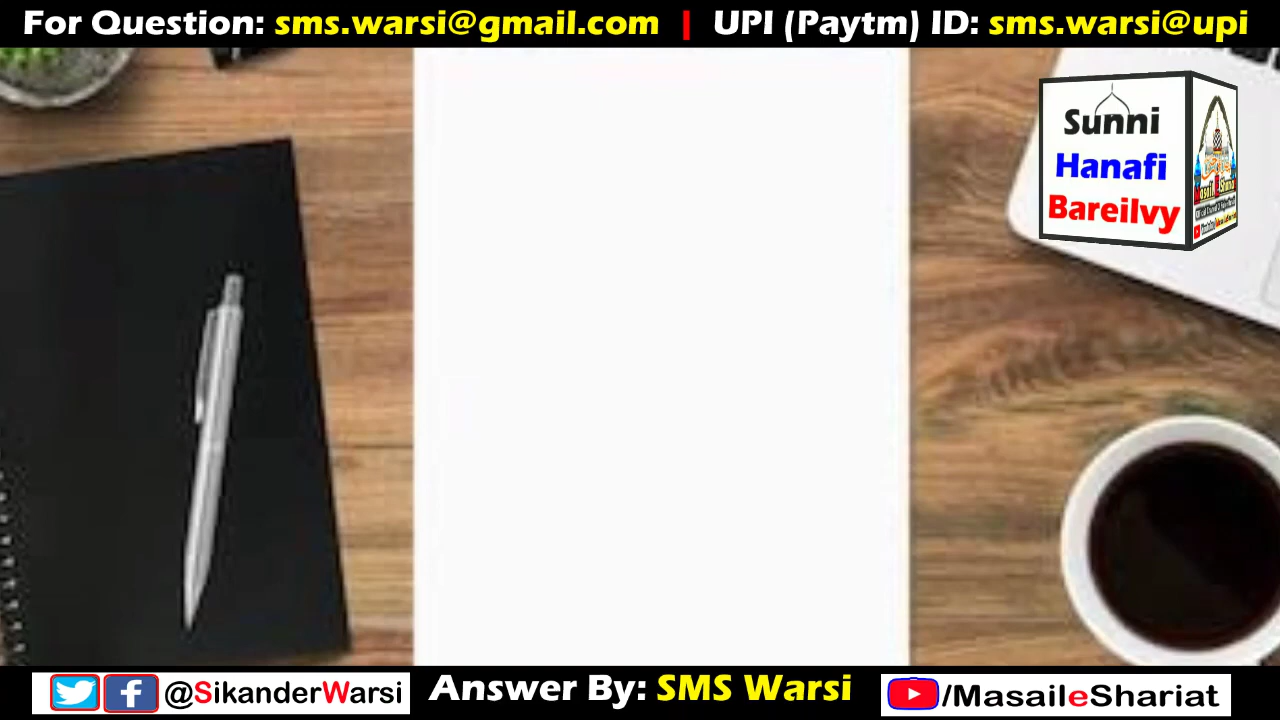 For Question: sms.warsi@gmail.com | UPI (Paytm) ID: sms.warsi@upi
Sunni
Hanafi
Bareilvy
@SikanderWarsi
Answer By: SMS Warsi
/MasaileShariat